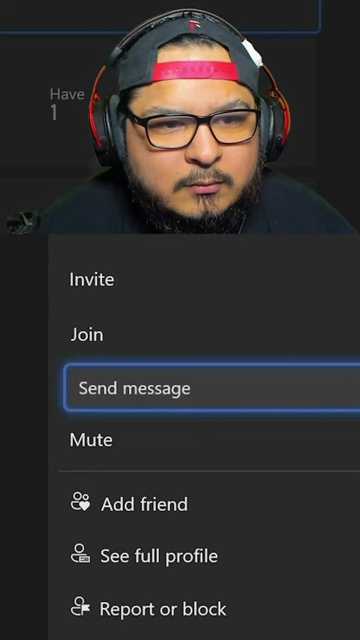 Have
1
Invite
Join
Send message
Mute
Add friend
See full profile
Report or block